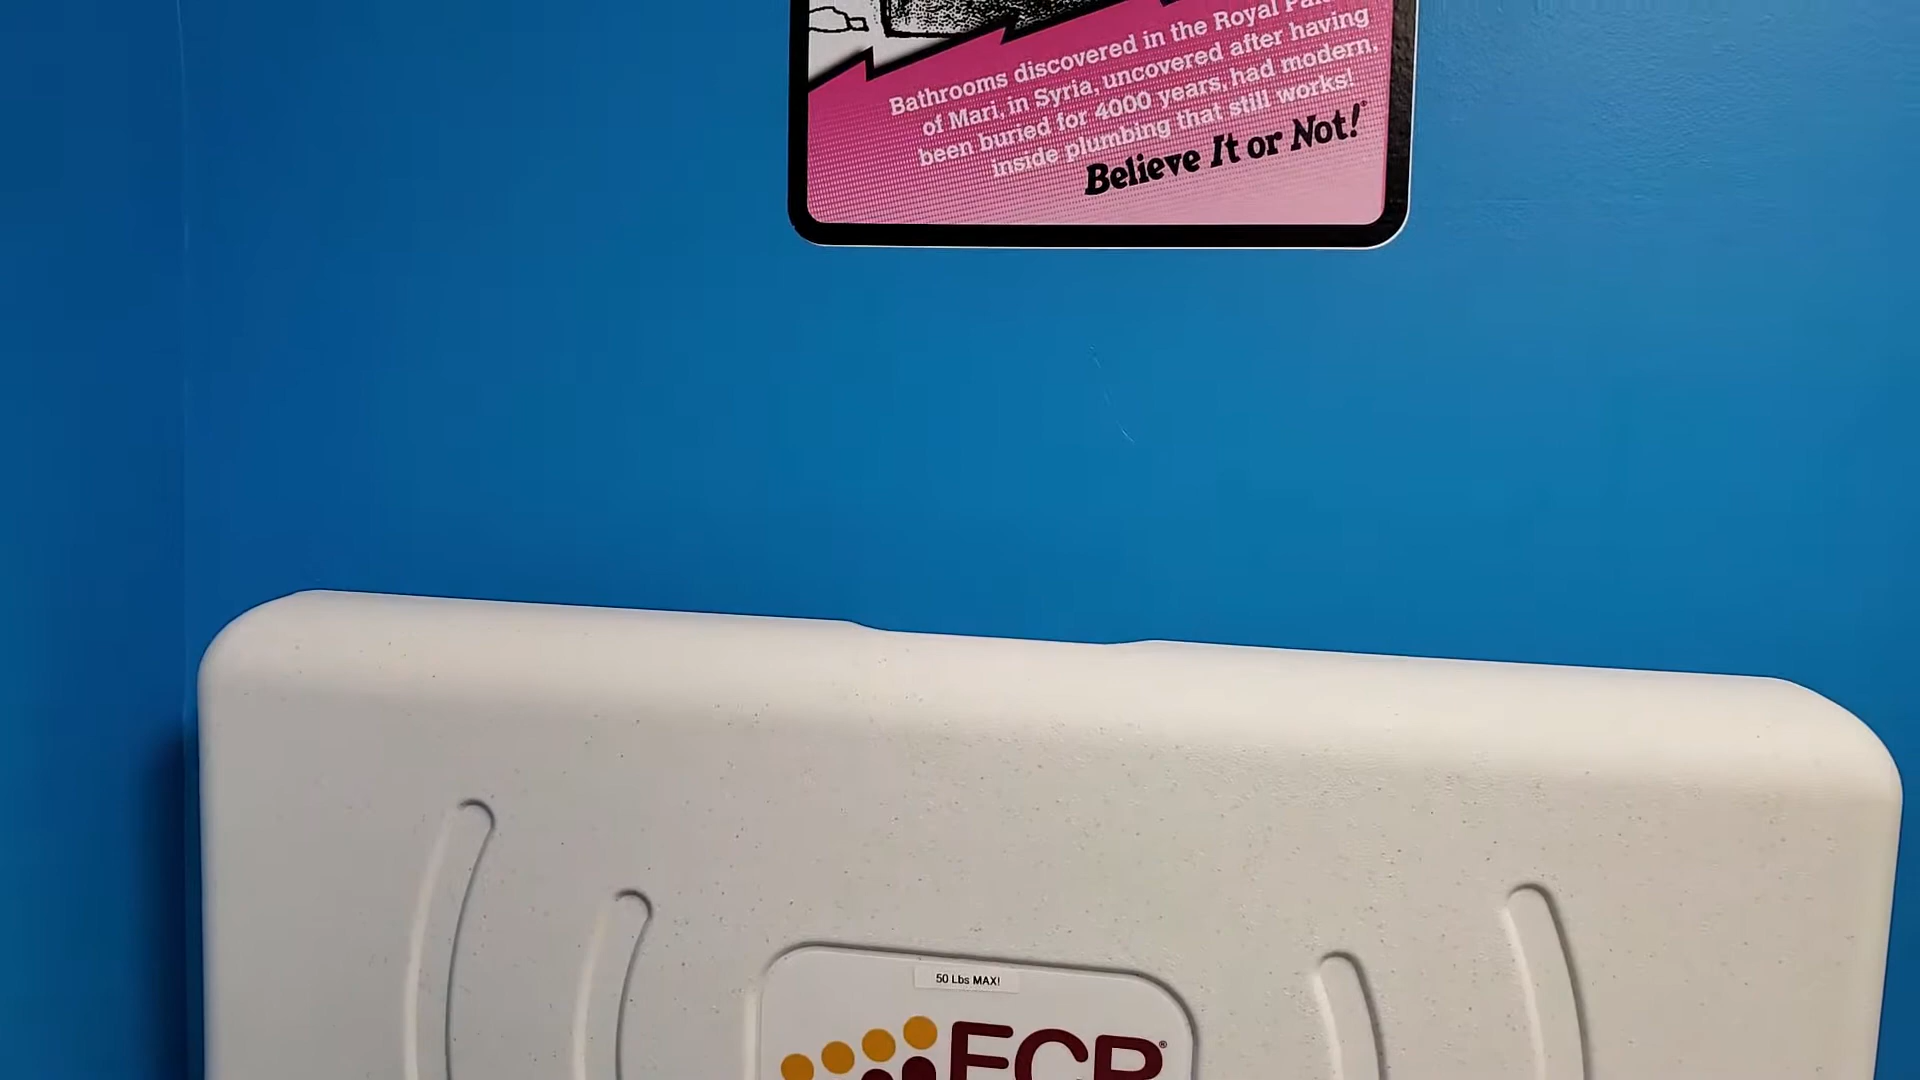 Bathrooms discovered in the Royal
of Mari, in Syria, uncovered after having
been buried for 4000 years, had modern,
inside plumbing that still works!
Believe It or Not!®
50 Lbs MAX!